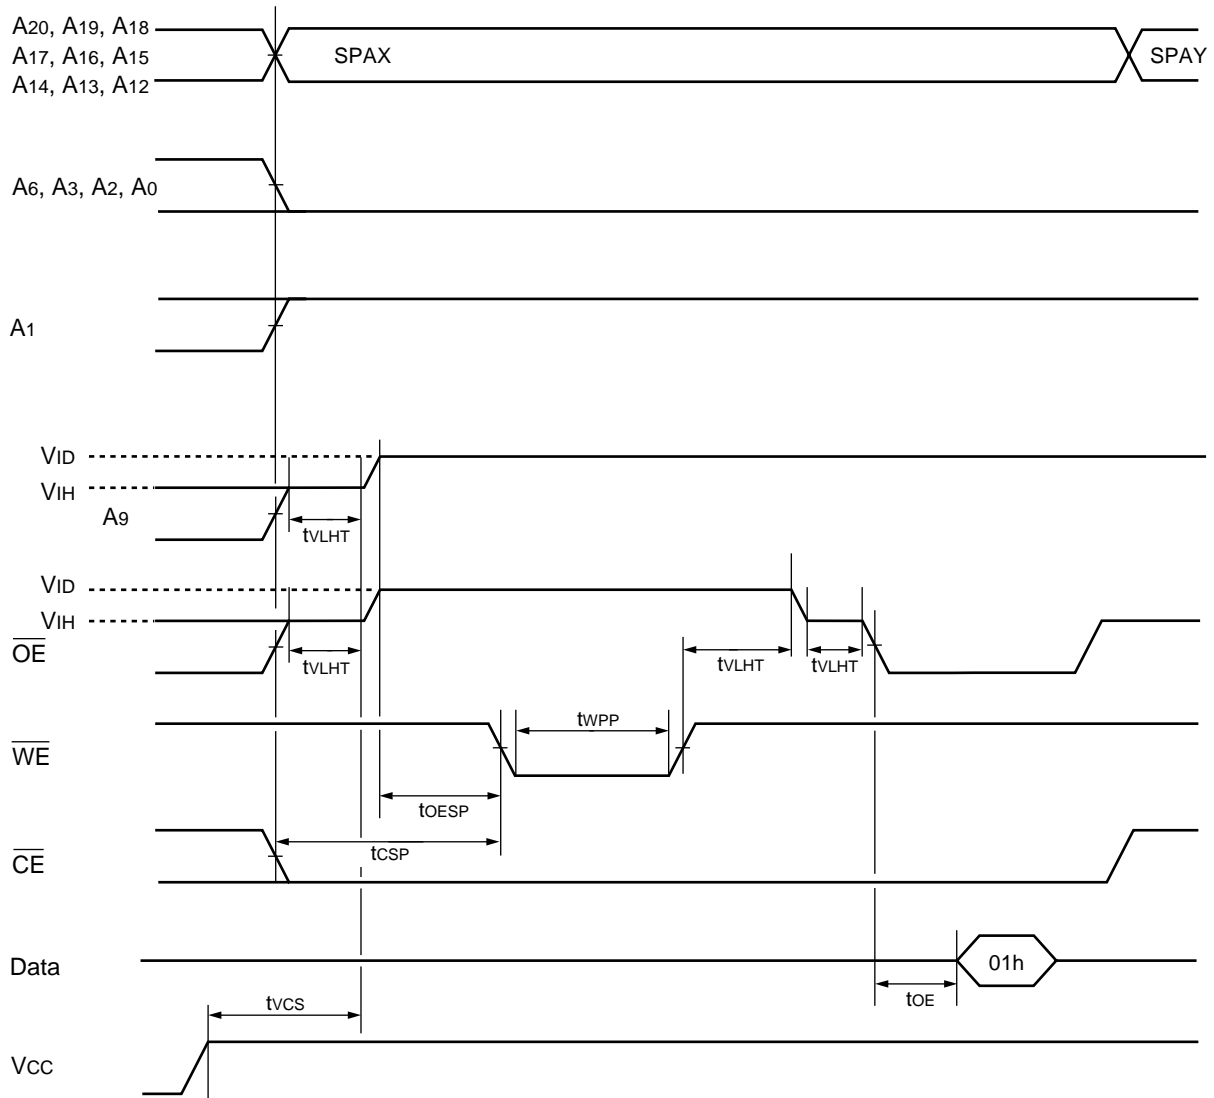 A20, A19, A18
A17, A16, A15
A14, A13, A12
SPAX
SPAY
A6, A3, A2, A0
A1
VID
VIH
A9
tVLHT
VID
VIH
OE
tVLHT
tVLHT
tVLHT
WE
tWPP
tOESP
tCSP
CE
Data
01h
tOE
tVCS
VCC